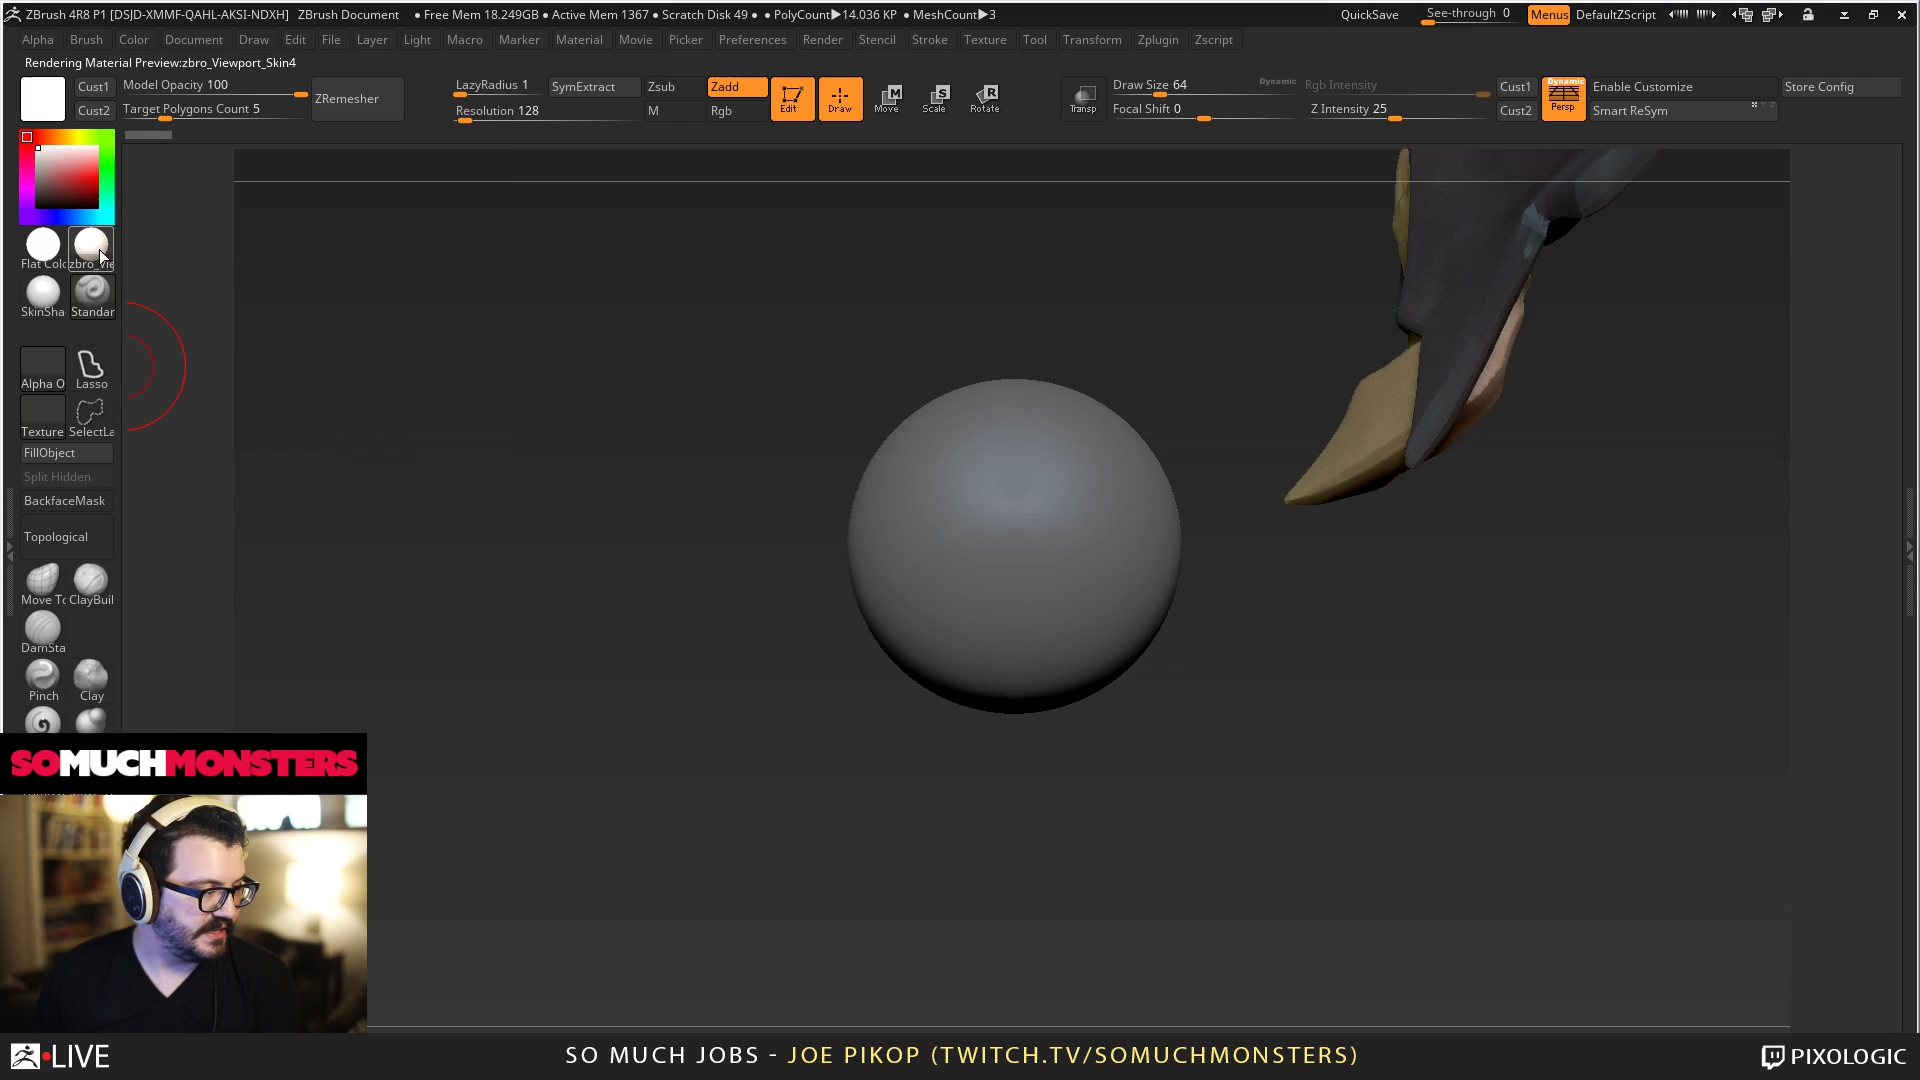 ZBrush 4R8 P1 [DSJD-XMMF-QAHL-AKSI-NDXH] ZBrush Document • Free Mem 18.249GB • Active Mem 1367 • Scratch Disk 49 • • PolyCount▶14.036 KP • MeshCount▶3 QuickSave See-through 0 Menus DefaultZScript
Alpha Brush Color Document Draw Edit File Layer Light Macro Marker Material Movie Picker Preferences Render Stencil Stroke Texture Tool Transform Zplugin Zscript
Rendering Material Preview:zbro_Viewport_Skin4
Cust1 Model Opacity 100 ZRemesher LazyRadius 1 SymExtract Zsub Zadd Edit Draw M Move S Scale R Rotate Transp Draw Size 64 Dynamic Rgb Intensity Cust1 Dynamic Persp Enable Customize Store Config
Cust2 Target Polygons Count 5 Resolution 128 M Rgb Focal Shift 0 Z Intensity 25 Cust2 Smart ReSym
Flat Colo zbro_Vie
SkinSha Standar
Alpha O Lasso
Texture SelectLa
FillObject
Split Hidden
BackfaceMask
Topological
Move To ClayBuil
DamSta
Pinch Clay
SOMUCHMONSTERS
LIVE SO MUCH JOBS - JOE PIKOP (TWITCH.TV/SOMUCHMONSTERS) PIXOLOGIC